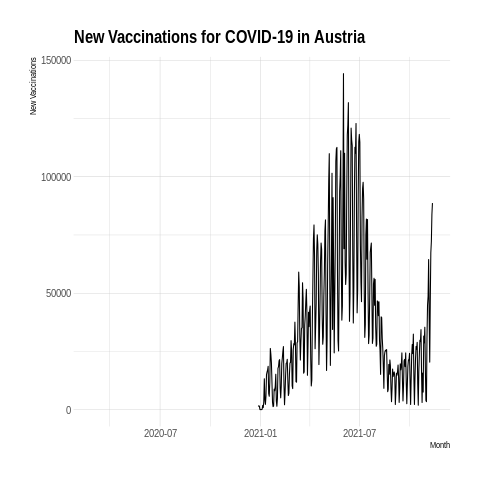 New Vaccinations for COVID-19 in Austria
New Vaccinations
150000
100000
50000
0
2020-07 2021-01 2021-07
Month